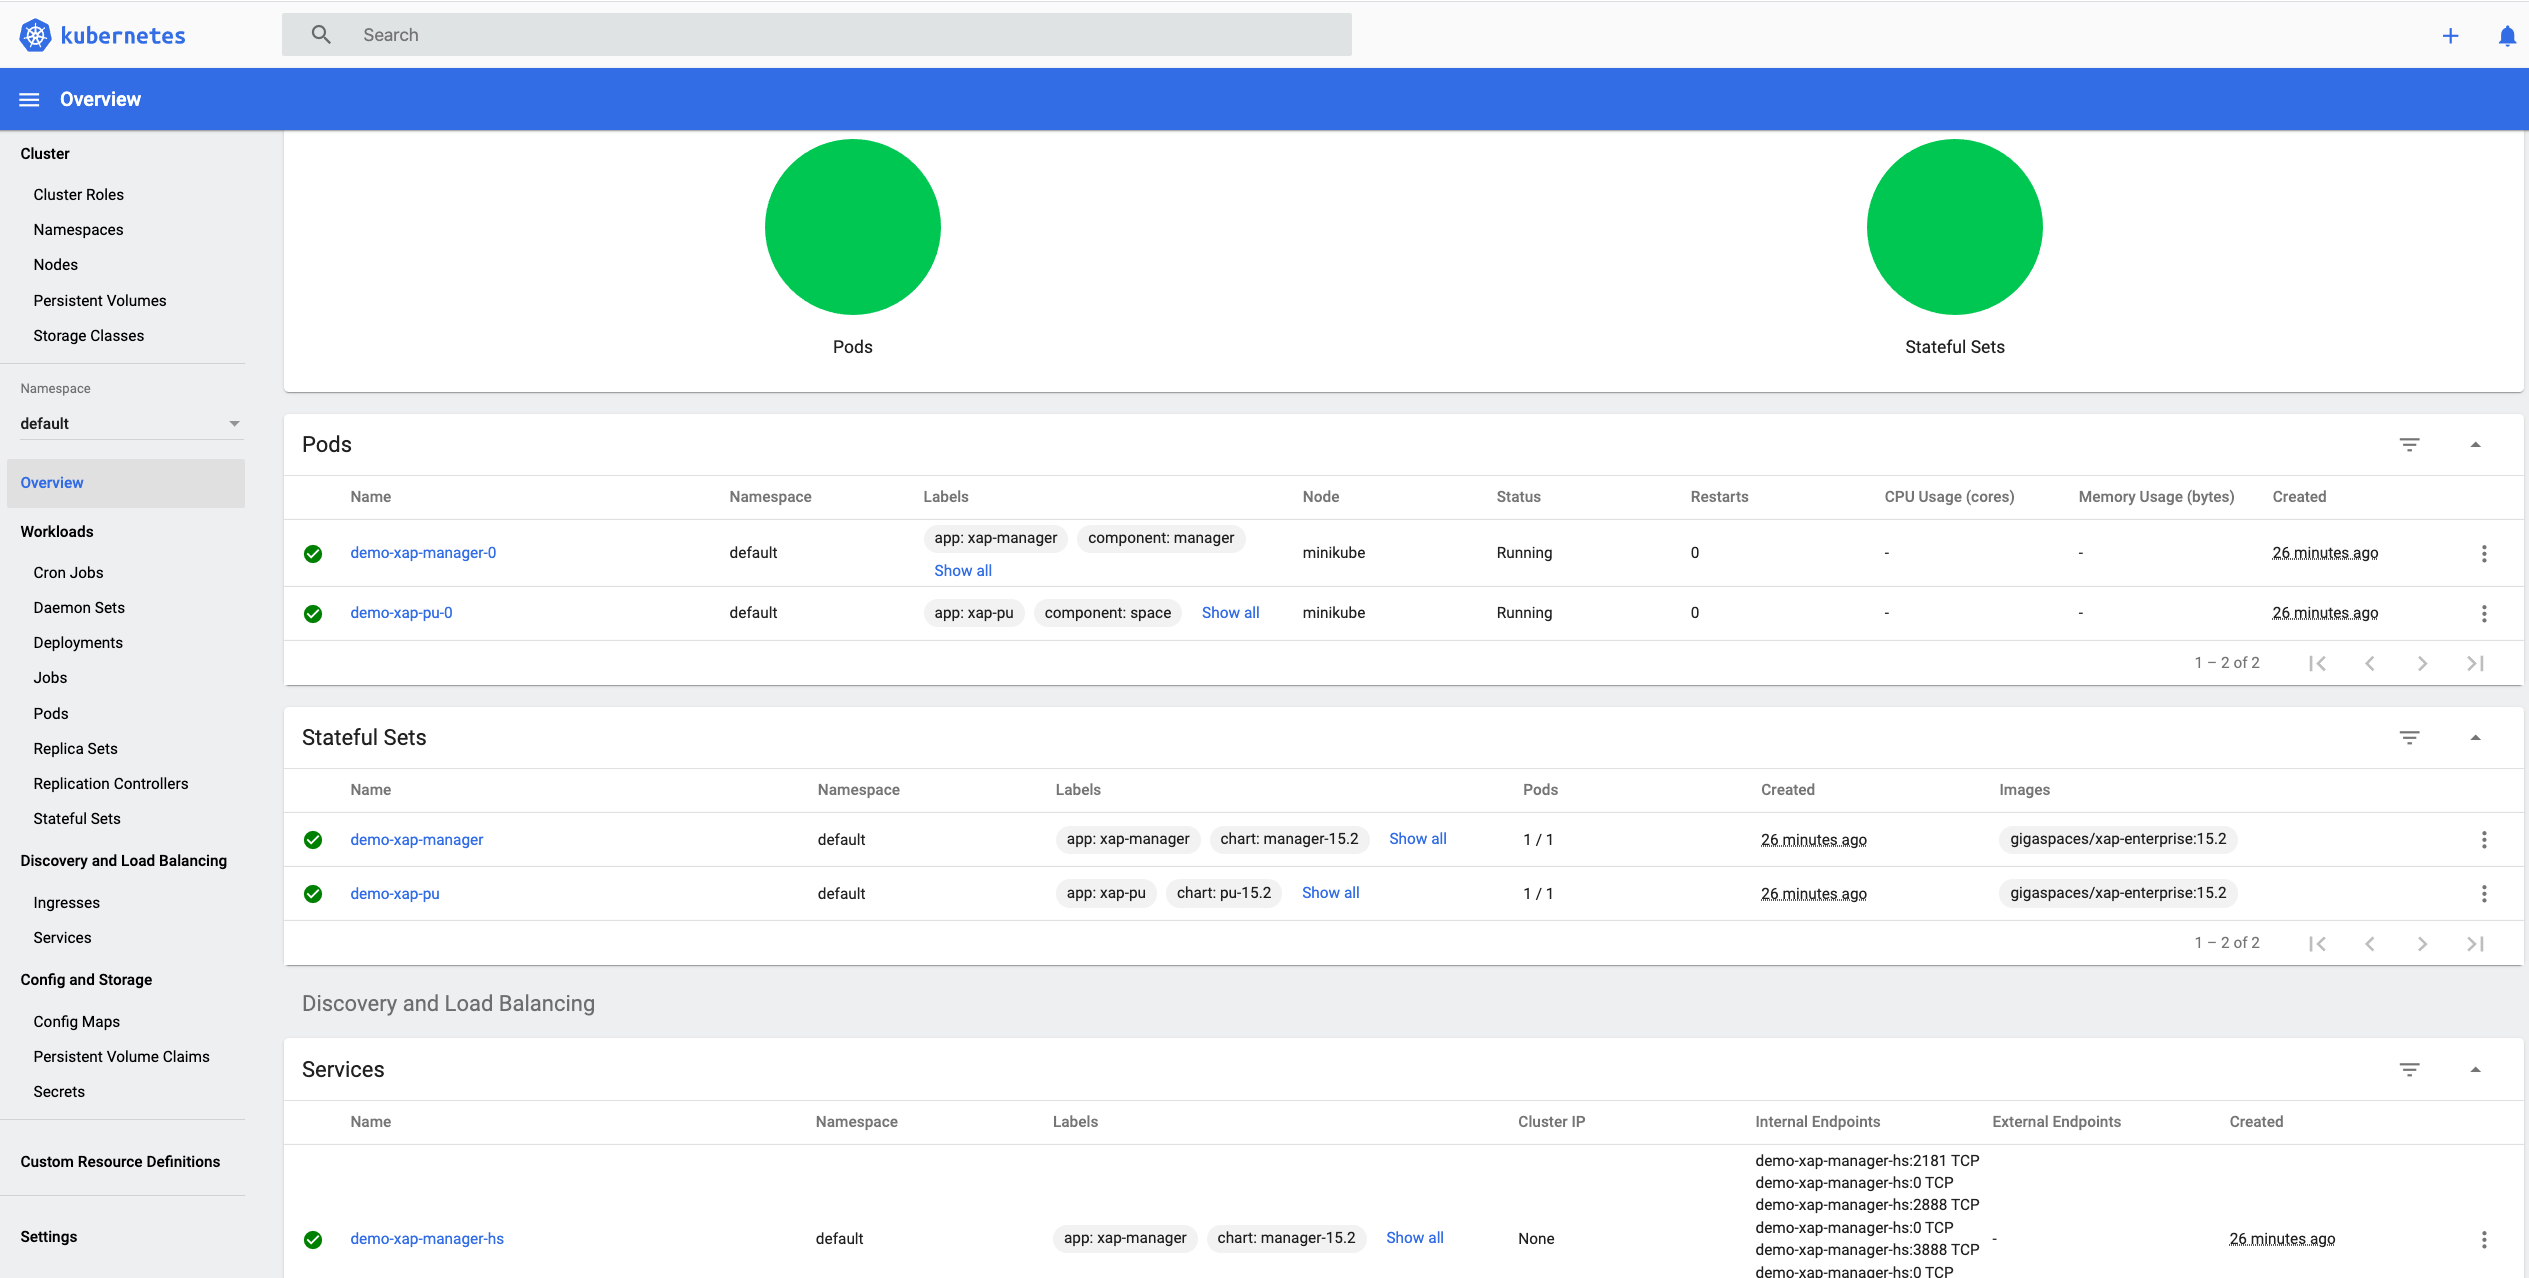 kubernetes
Search
Overview
Cluster
Cluster Roles
Namespaces
Nodes
Persistent Volumes
Storage Classes
Namespace
default
Overview
Workloads
Cron Jobs
Daemon Sets
Deployments
Jobs
Pods
Replica Sets
Replication Controllers
Stateful Sets
Discovery and Load Balancing
Ingresses
Services
Config and Storage
Config Maps
Persistent Volume Claims
Secrets
Custom Resource Definitions
Settings
Pods Stateful Sets
Pods
Name Namespace Labels Node Status Restarts CPU Usage (cores) Memory Usage (bytes) Created
demo-xap-manager-0 default app: xap-manager component: manager Show all minikube Running 0 - - 26 minutes ago
demo-xap-pu-0 default app: xap-pu component: space Show all minikube Running 0 - - 26 minutes ago
1 – 2 of 2
Stateful Sets
Name Namespace Labels Pods Created Images
demo-xap-manager default app: xap-manager chart: manager-15.2 Show all 1 / 1 26 minutes ago gigaspaces/xap-enterprise:15.2
demo-xap-pu default app: xap-pu chart: pu-15.2 Show all 1 / 1 26 minutes ago gigaspaces/xap-enterprise:15.2
1 – 2 of 2
Discovery and Load Balancing
Services
Name Namespace Labels Cluster IP Internal Endpoints External Endpoints Created
demo-xap-manager-hs:2181 TCP
demo-xap-manager-hs:0 TCP
demo-xap-manager-hs:2888 TCP
demo-xap-manager-hs:0 TCP
demo-xap-manager-hs default app: xap-manager chart: manager-15.2 Show all None - 26 minutes ago
demo-xap-manager-hs:3888 TCP
demo-xap-manager-hs:0 TCP